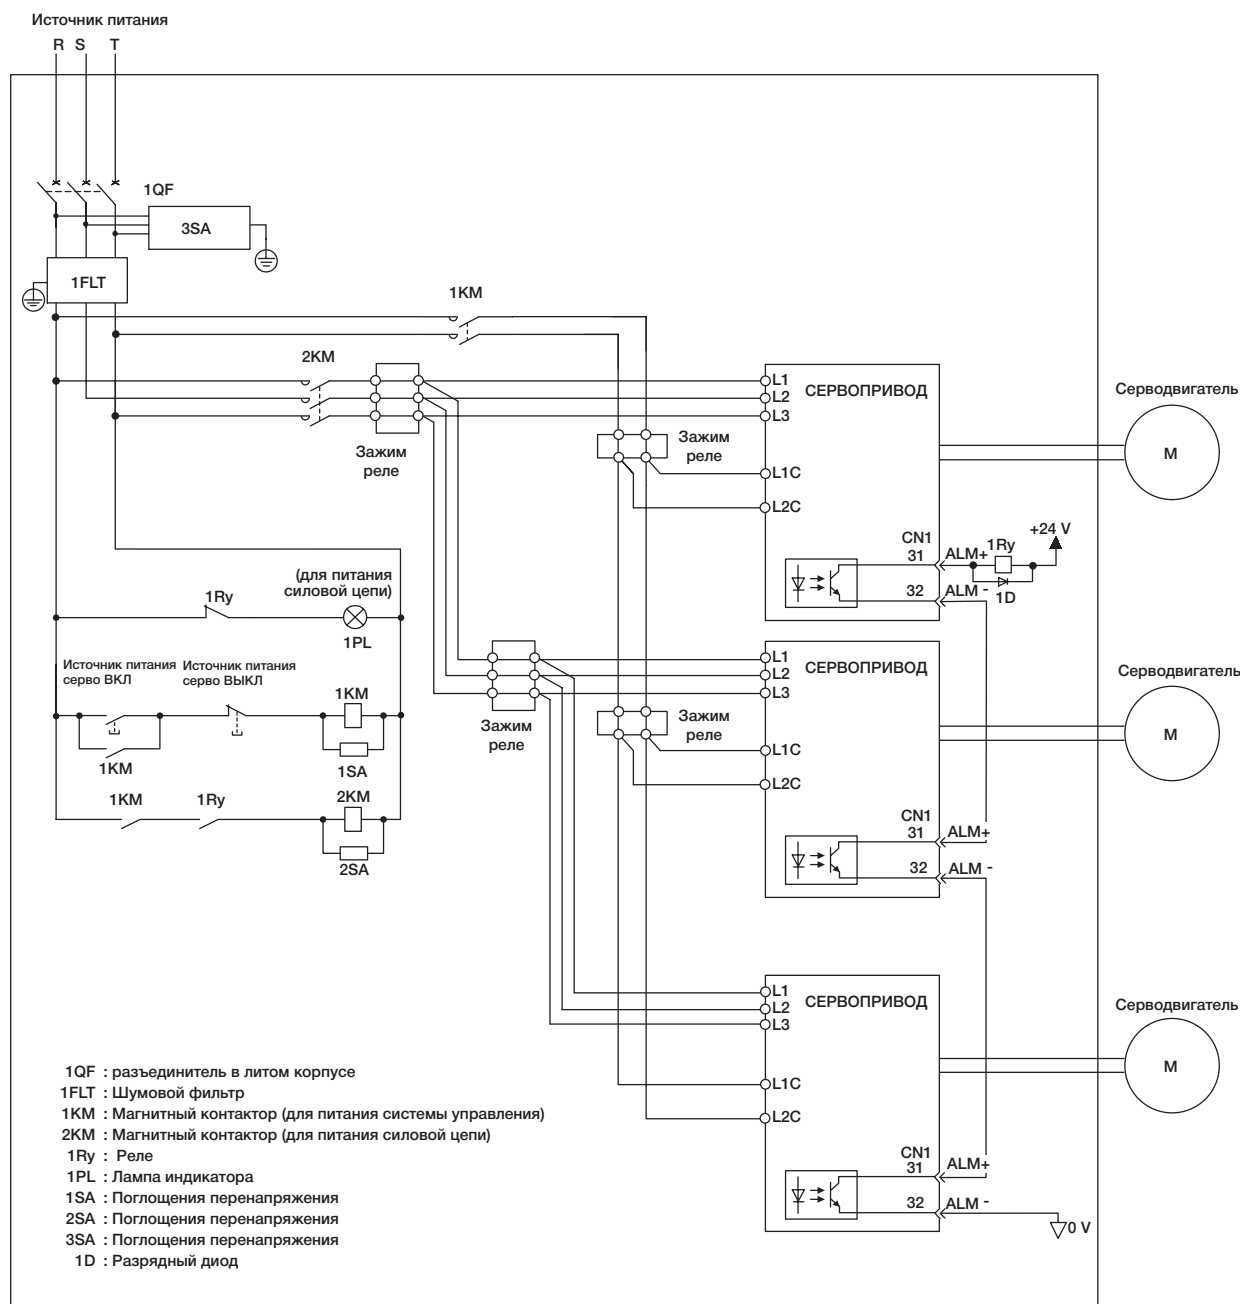 Источник питания
R S T
1QF
3SA
1FLT
1KM
2KM
Зажим
реле
Зажим
реле
L1
L2
L3
L1C
L2C
СЕРВОПРИВОД
CN1
31
32
ALM+
ALM -
1Ry
+24 V
1D
Серводвигатель
M
(для питания
силовой цепи)
1Ry
1PL
Источник питания
серво ВКЛ
Источник питания
серво ВЫКЛ
1KM
1KM
1SA
1KM
1Ry
2KM
2SA
Зажим
реле
Зажим
реле
L1
L2
L3
L1C
L2C
СЕРВОПРИВОД
CN1
31
32
ALM+
ALM -
Серводвигатель
M
L1
L2
L3
L1C
L2C
СЕРВОПРИВОД
CN1
31
32
ALM+
ALM -
0 V
Серводвигатель
M
1QF : разъединитель в литом корпусе
1FLT : Шумовой фильтр
1KM : Магнитный контактор (для питания системы управления)
2KM : Магнитный контактор (для питания силовой цепи)
1Ry : Реле
1PL : Лампа индикатора
1SA : Поглощения перенапряжения
2SA : Поглощения перенапряжения
3SA : Поглощения перенапряжения
1D : Разрядный диод